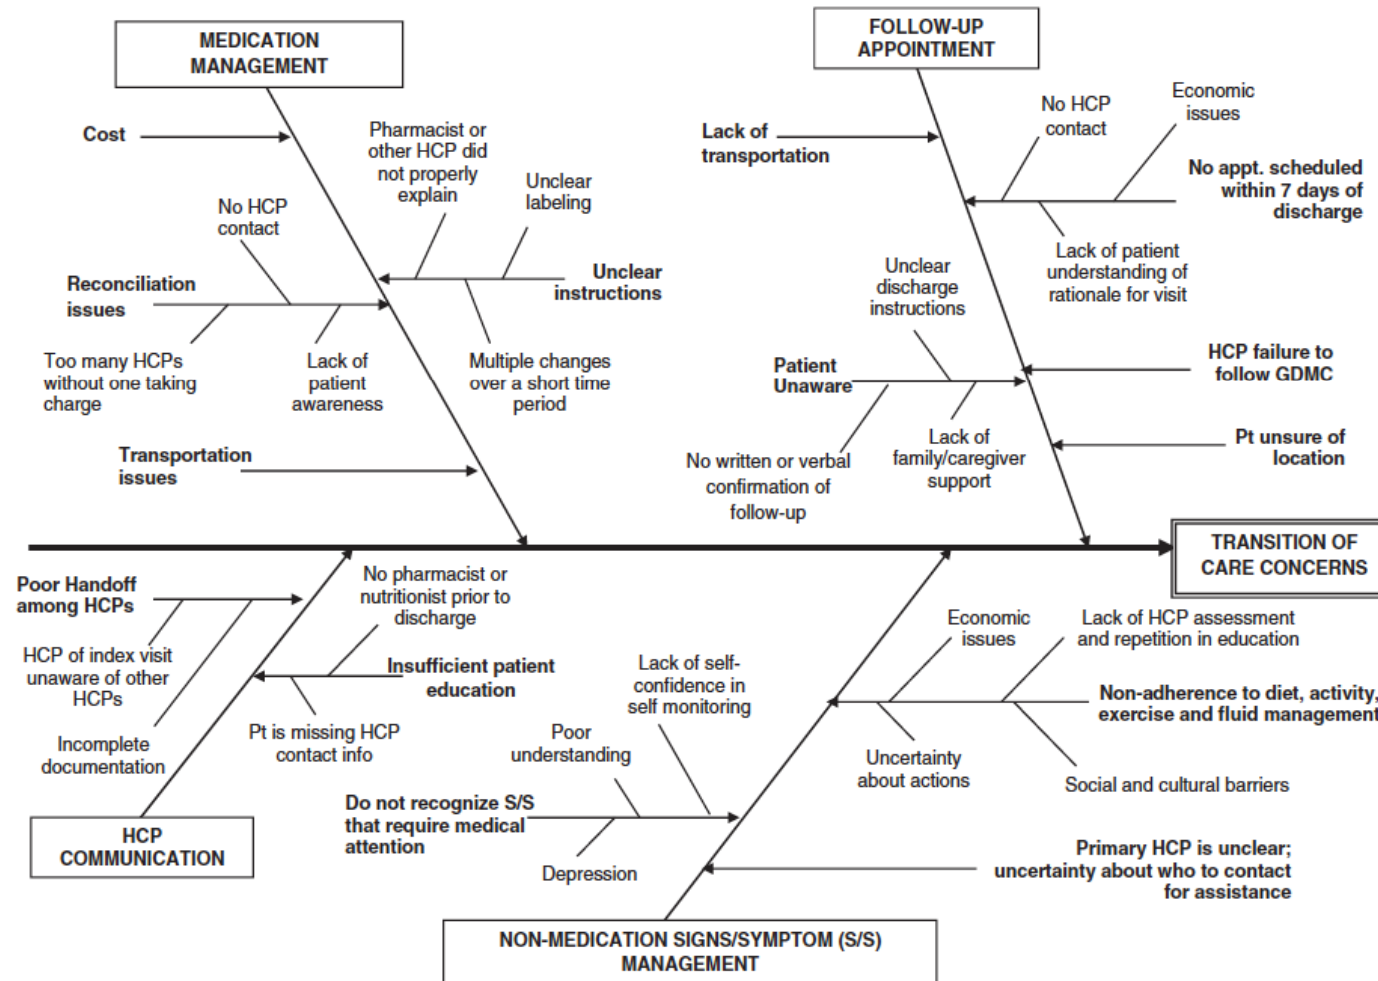 MEDICATION
MANAGEMENT
FOLLOW-UP
APPOINTMENT
Cost
Pharmacist or
other HCP did
not properly
explain
Unclear
labeling
No HCP
contact
Reconciliation
issues
Unclear
instructions
Too many HCPs
without one taking
charge
Lack of
patient
awareness
Multiple changes
over a short time
period
Transportation
issues
Lack of
transportation
No HCP
contact
Economic
issues
No appt. scheduled
within 7 days of
discharge
Lack of patient
understanding of
rationale for visit
Unclear
discharge
instructions
Patient
Unaware
HCP failure to
follow GDMC
No written or verbal
confirmation of
follow-up
Lack of
family/caregiver
support
Pt unsure of
location
TRANSITION OF
CARE CONCERNS
Poor Handoff
among HCPs
No pharmacist or
nutritionist prior to
discharge
HCP of index visit
unaware of other
HCPs
Insufficient patient
education
Incomplete
documentation
Pt is missing HCP
contact info
HCP
COMMUNICATION
Economic
issues
Lack of HCP assessment
and repetition in education
Lack of self-
confidence in
self monitoring
Non-adherence to diet, activity,
exercise and fluid management
Poor
understanding
Uncertainty
about actions
Social and cultural barriers
Do not recognize S/S
that require medical
attention
Depression
Primary HCP is unclear;
uncertainty about who to contact
for assistance
NON-MEDICATION SIGNS/SYMPTOM (S/S)
MANAGEMENT